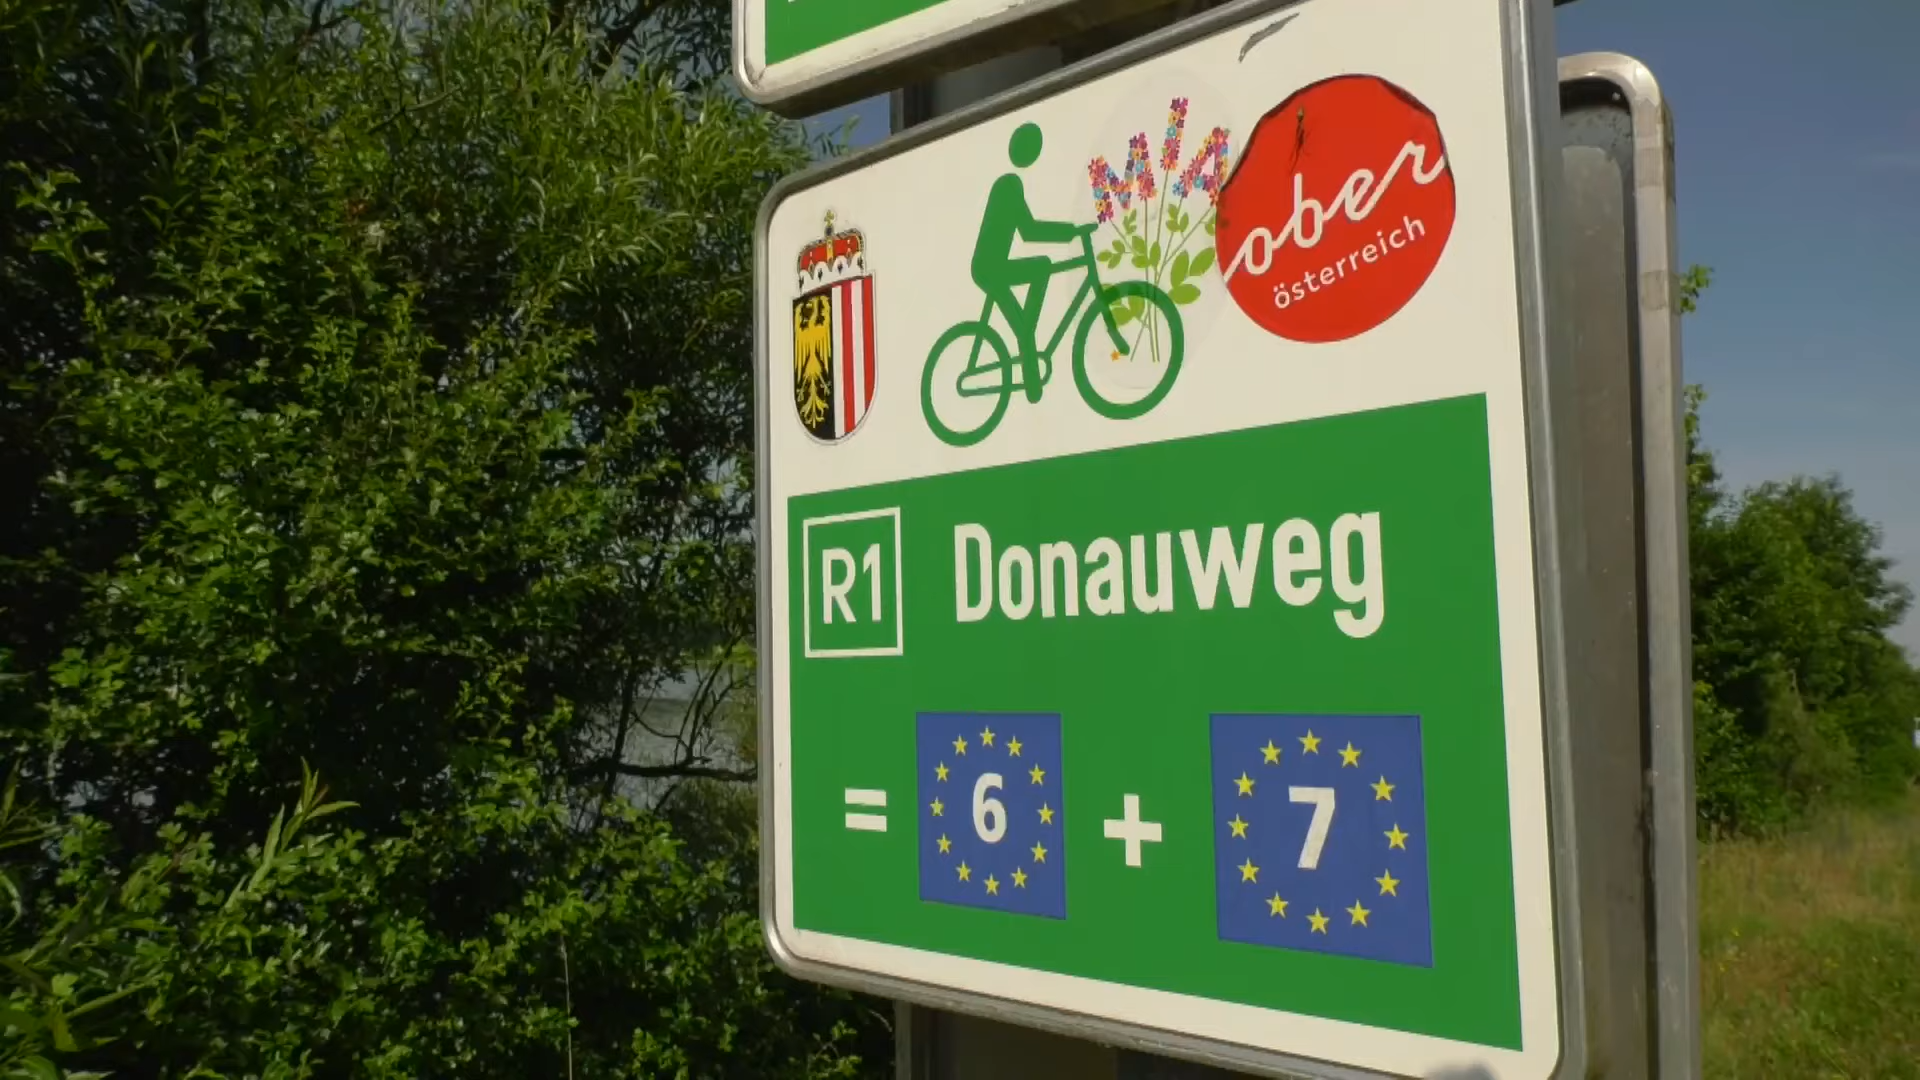 MIA
ober
österreich
R1 Donauweg
= 6 + 7